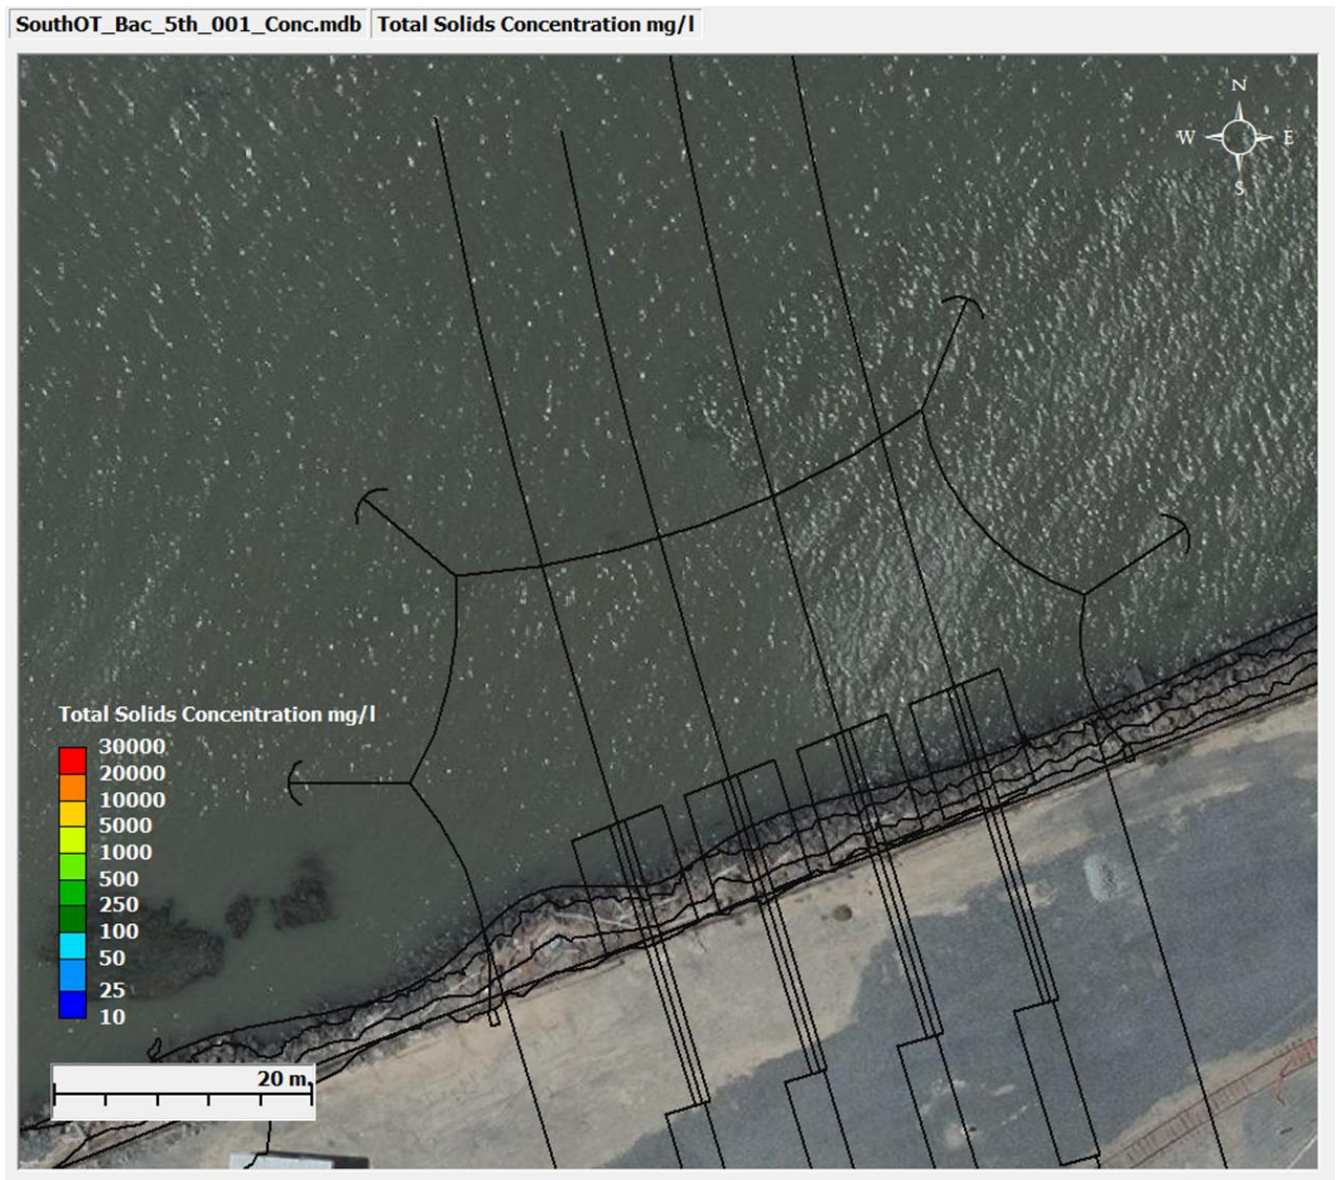 SouthOT_Bac_5th_001_Conc.mdb Total Solids Concentration mg/l
N
W E
S
Total Solids Concentration mg/l
30000
20000
10000
5000
1000
500
250
100
50
25
10
20 m